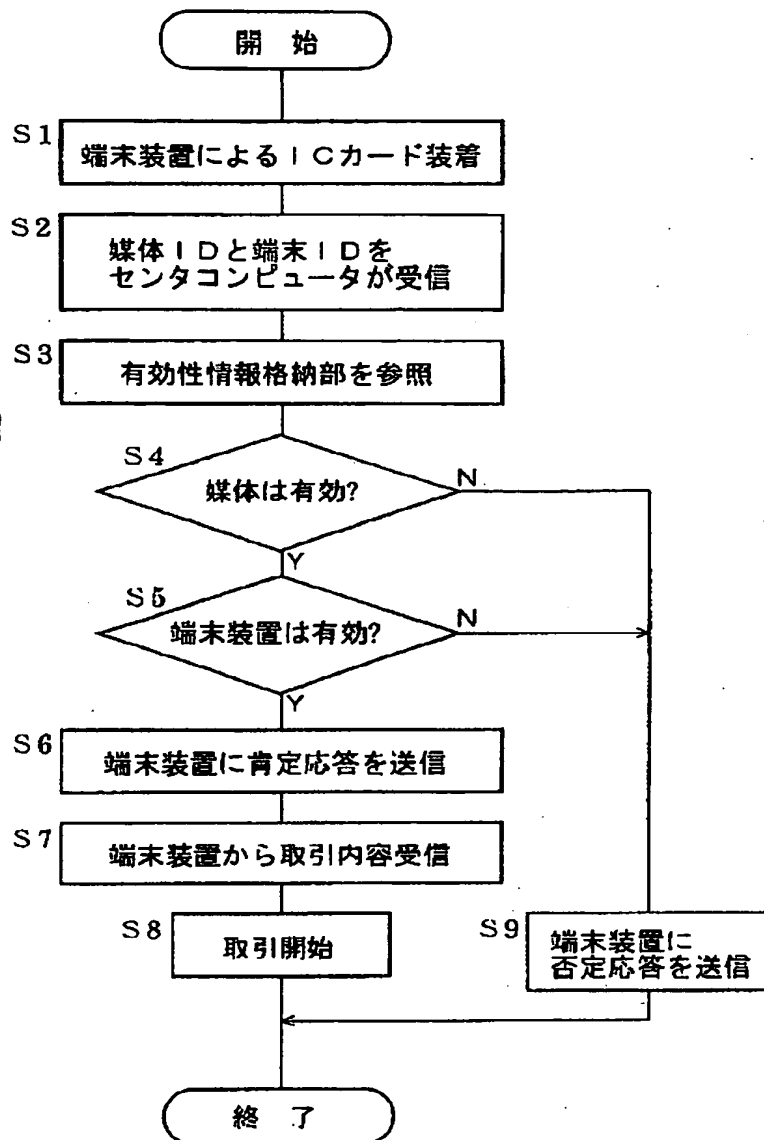 開 始
S1
端末装置によるICカード装着
S2
媒体IDと端末IDを
センタコンピュータが受信
S3
有効性情報格納部を参照
S4
媒体は有効?
N
Y
S5
端末装置は有効?
N
Y
S6
端末装置に肯定応答を送信
S7
端末装置から取引内容受信
S8
取引開始
S9
端末装置に
否定応答を送信
終 了